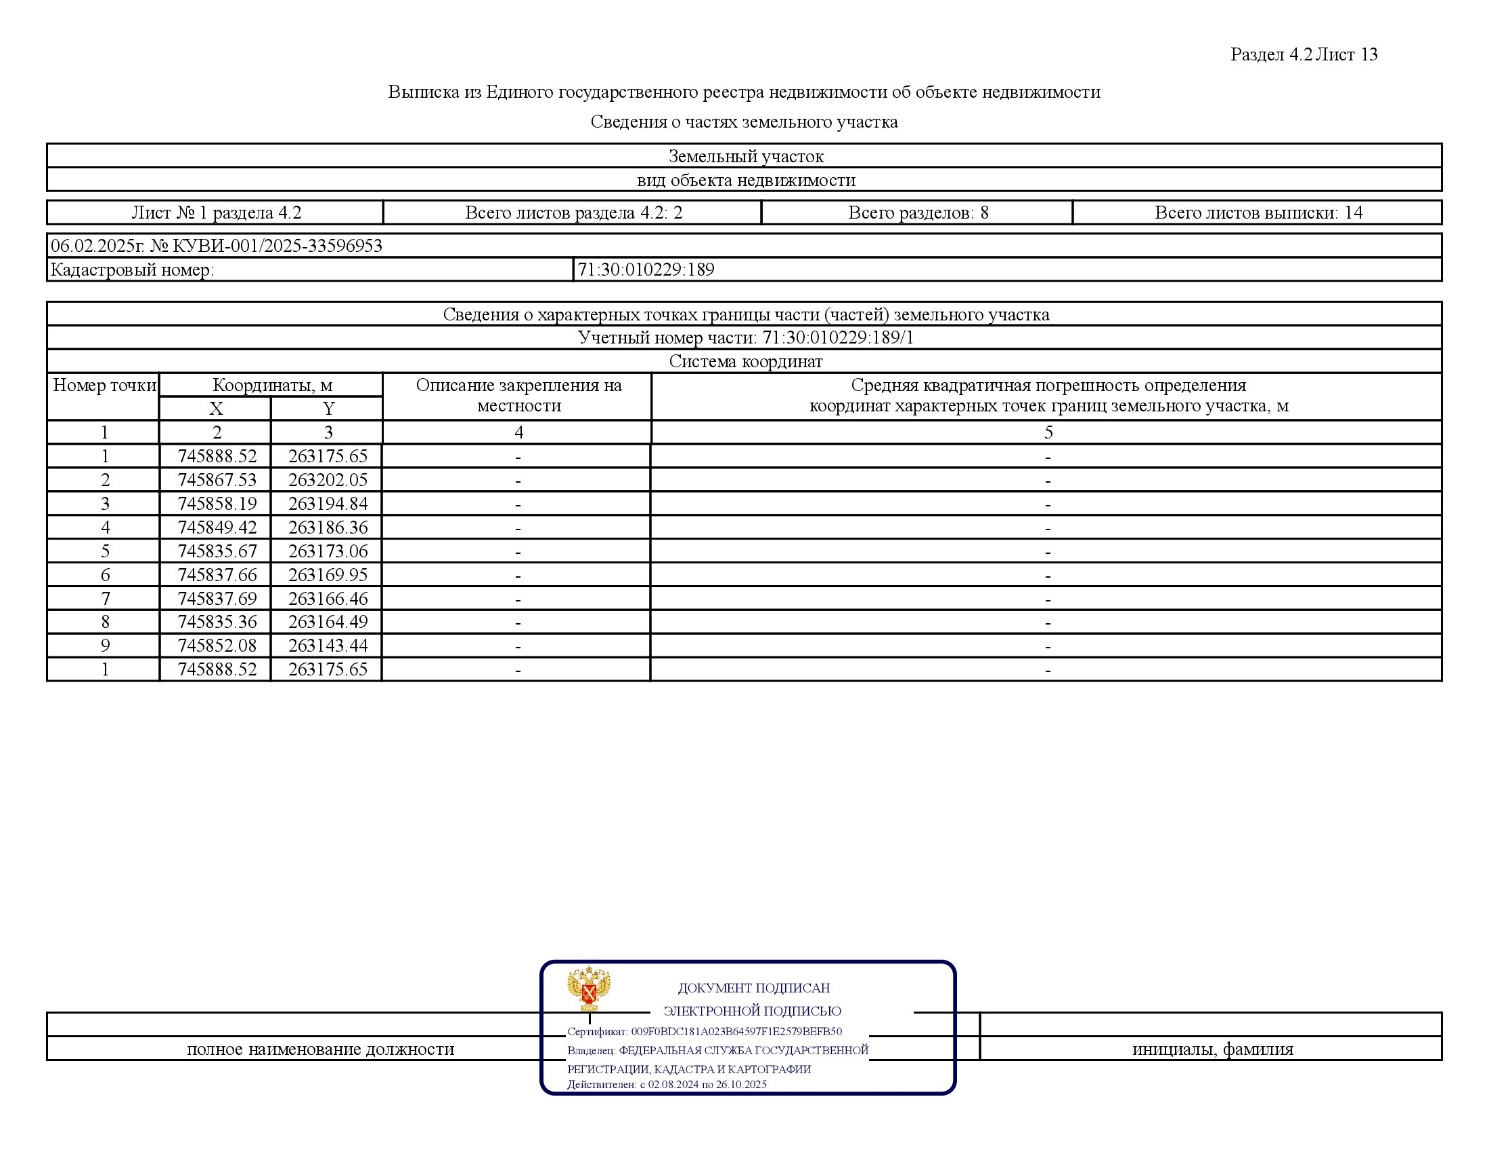 Раздел 4.2 Лист 13
Выписка из Единого государственного реестра недвижимости об объекте недвижимости
Сведения о частях земельного участка
Земельный участок
вид объекта недвижимости
Лист № 1 раздела 4.2 Всего листов раздела 4.2: 2 Всего разделов: 8 Всего листов выписки: 14
06.02.2025г. № КУВИ-001/2025-33596953
Кадастровый номер: 71:30:010229:189
Сведения о характерных точках границы части (частей) земельного участка
Учетный номер части: 71:30:010229:189/1
Система координат
Номер точки Координаты, м Описание закрепления на местности Средняя квадратичная погрешность определения координат характерных точек границ земельного участка, м
X Y
1 2 3 4 5
1 745888.52 263175.65 - -
2 745867.53 263202.05 - -
3 745858.19 263194.84 - -
4 745849.42 263186.36 - -
5 745835.67 263173.06 - -
6 745837.66 263169.95 - -
7 745837.69 263166.46 - -
8 745835.36 263164.49 - -
9 745852.08 263143.44 - -
1 745888.52 263175.65 - -
ДОКУМЕНТ ПОДПИСАН
ЭЛЕКТРОННОЙ ПОДПИСЬЮ
Сертификат: 009F0BDC181A023B64597F1E2579BEFB50
Владелец: ФЕДЕРАЛЬНАЯ СЛУЖБА ГОСУДАРСТВЕННОЙ
РЕГИСТРАЦИИ, КАДАСТРА И КАРТОГРАФИИ
Действителен: с 02.08.2024 по 26.10.2025
полное наименование должности инициалы, фамилия